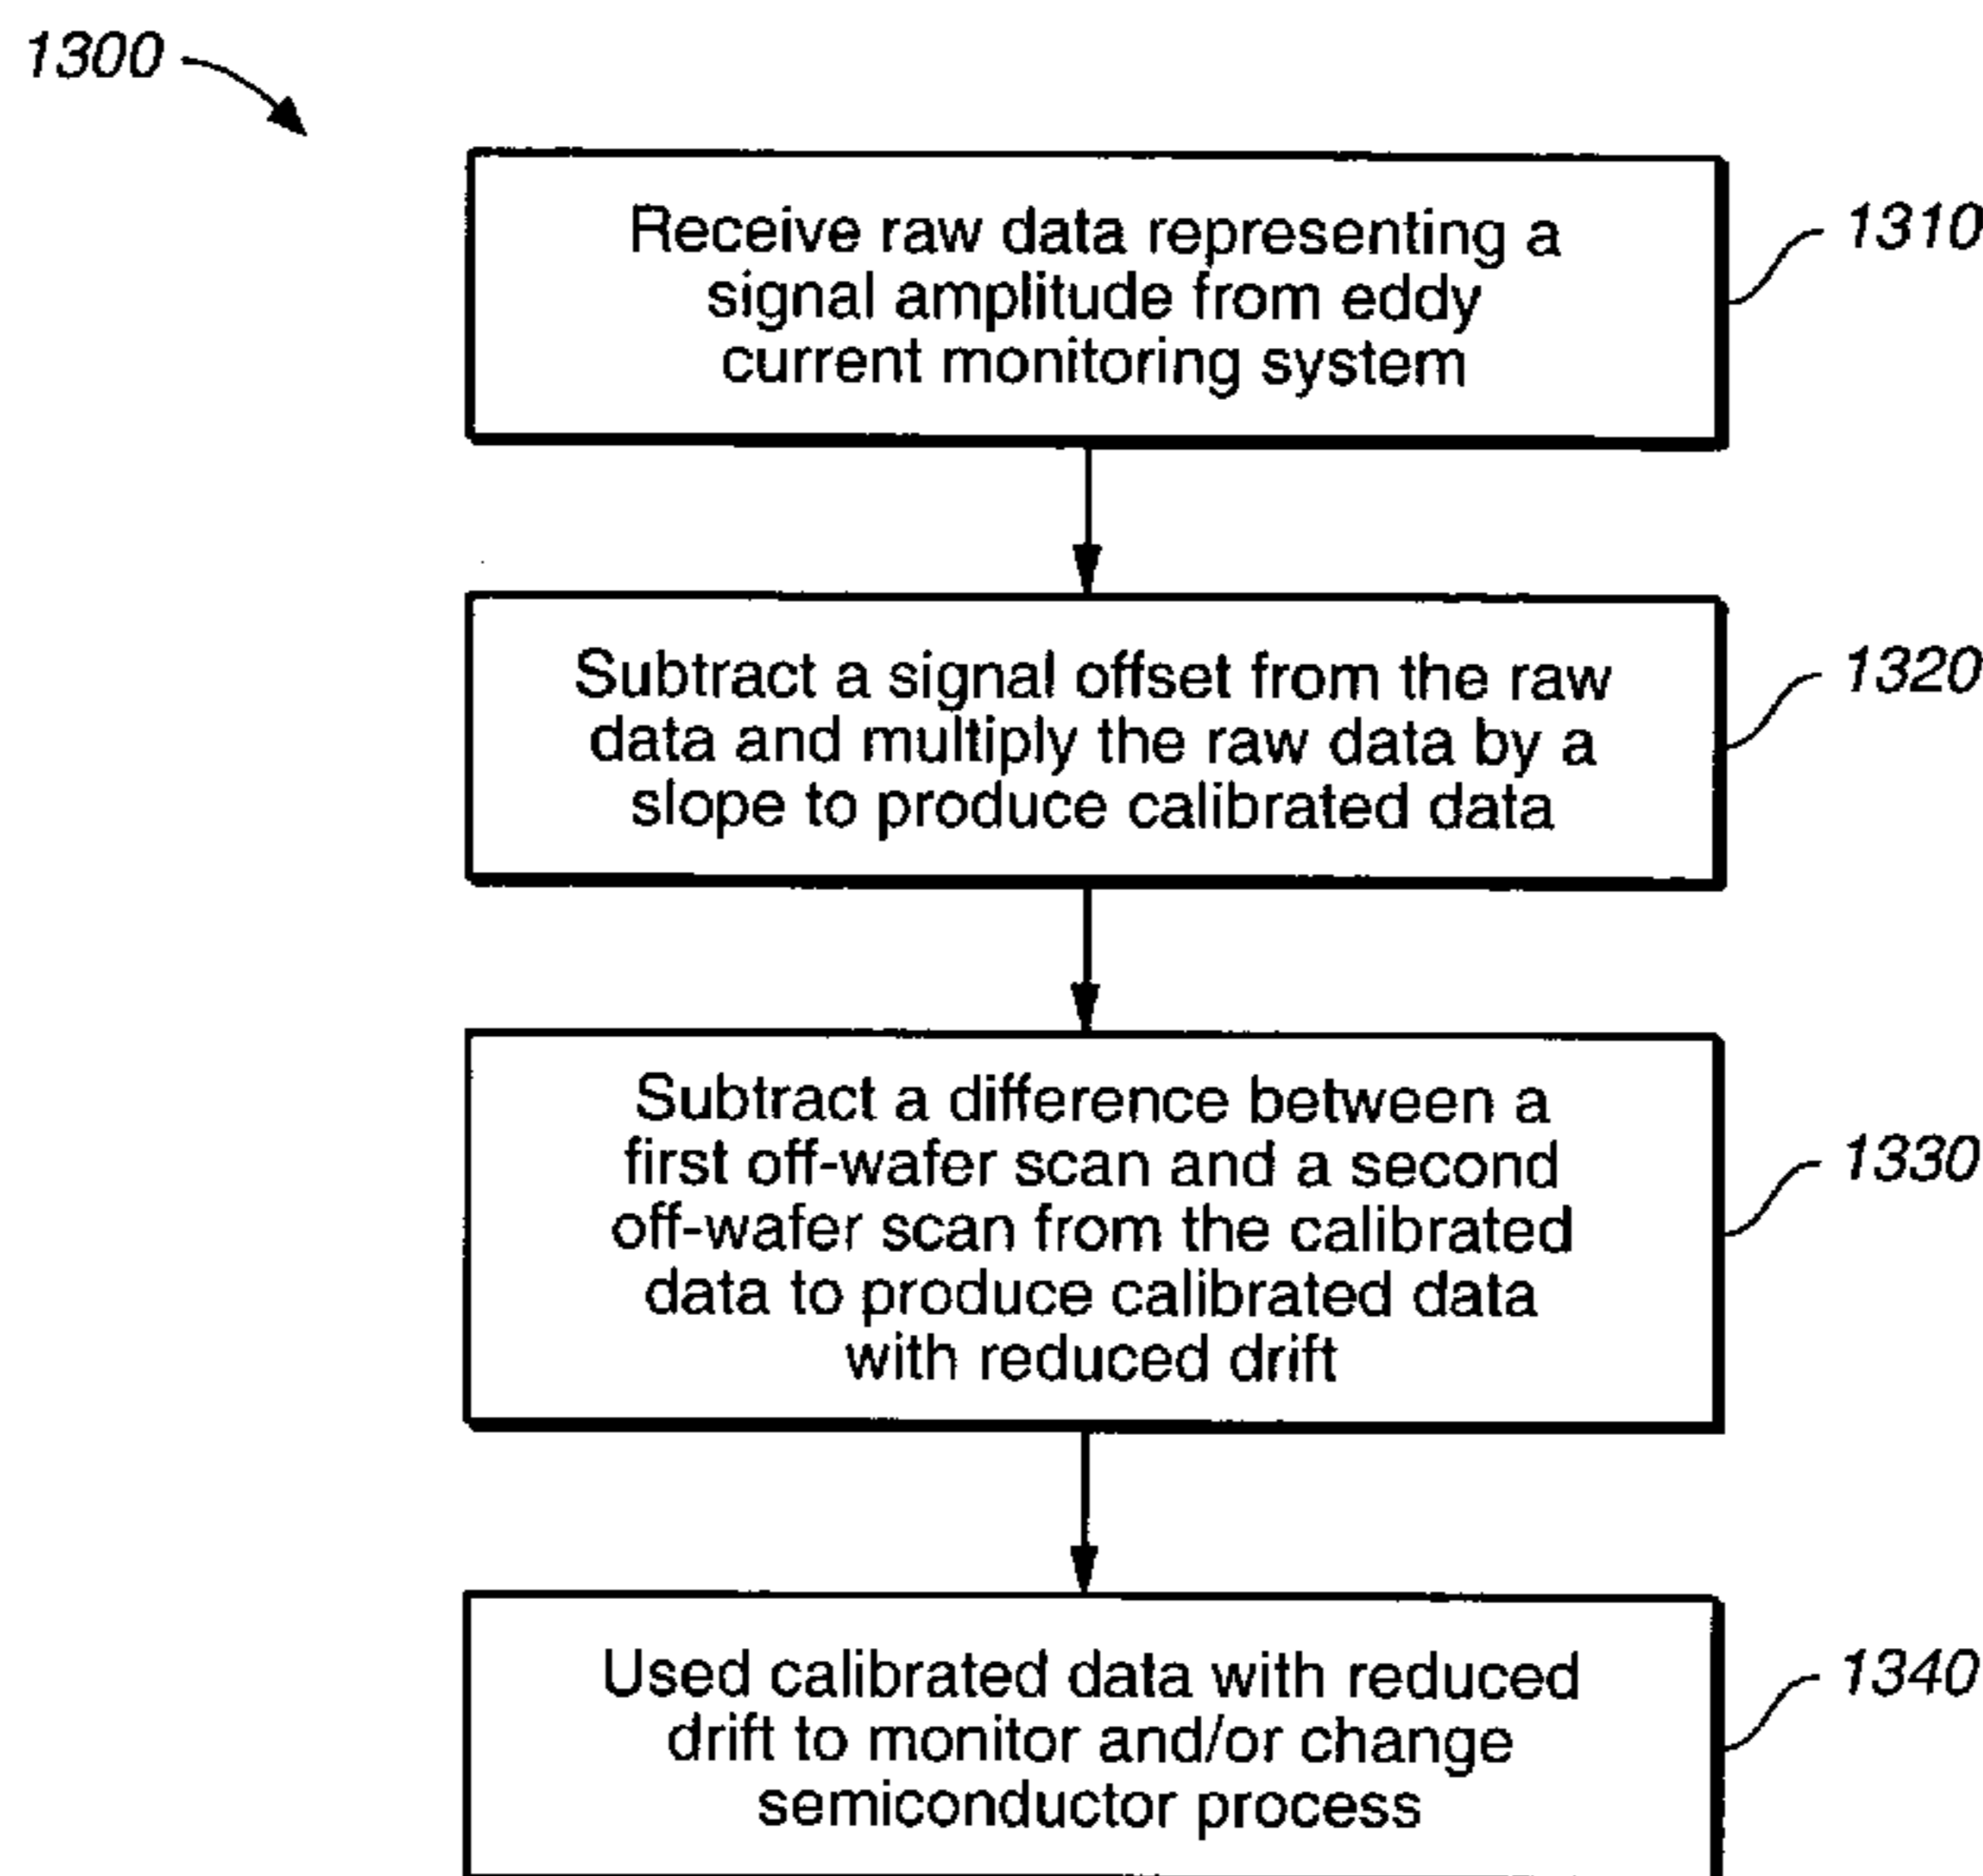 1300
Receive raw data representing a
signal amplitude from eddy
current monitoring system
1310
Subtract a signal offset from the raw
data and multiply the raw data by a
slope to produce calibrated data
1320
Subtract a difference between a
first off-wafer scan and a second
off-wafer scan from the calibrated
data to produce calibrated data
with reduced drift
1330
Used calibrated data with reduced
drift to monitor and/or change
semiconductor process
1340